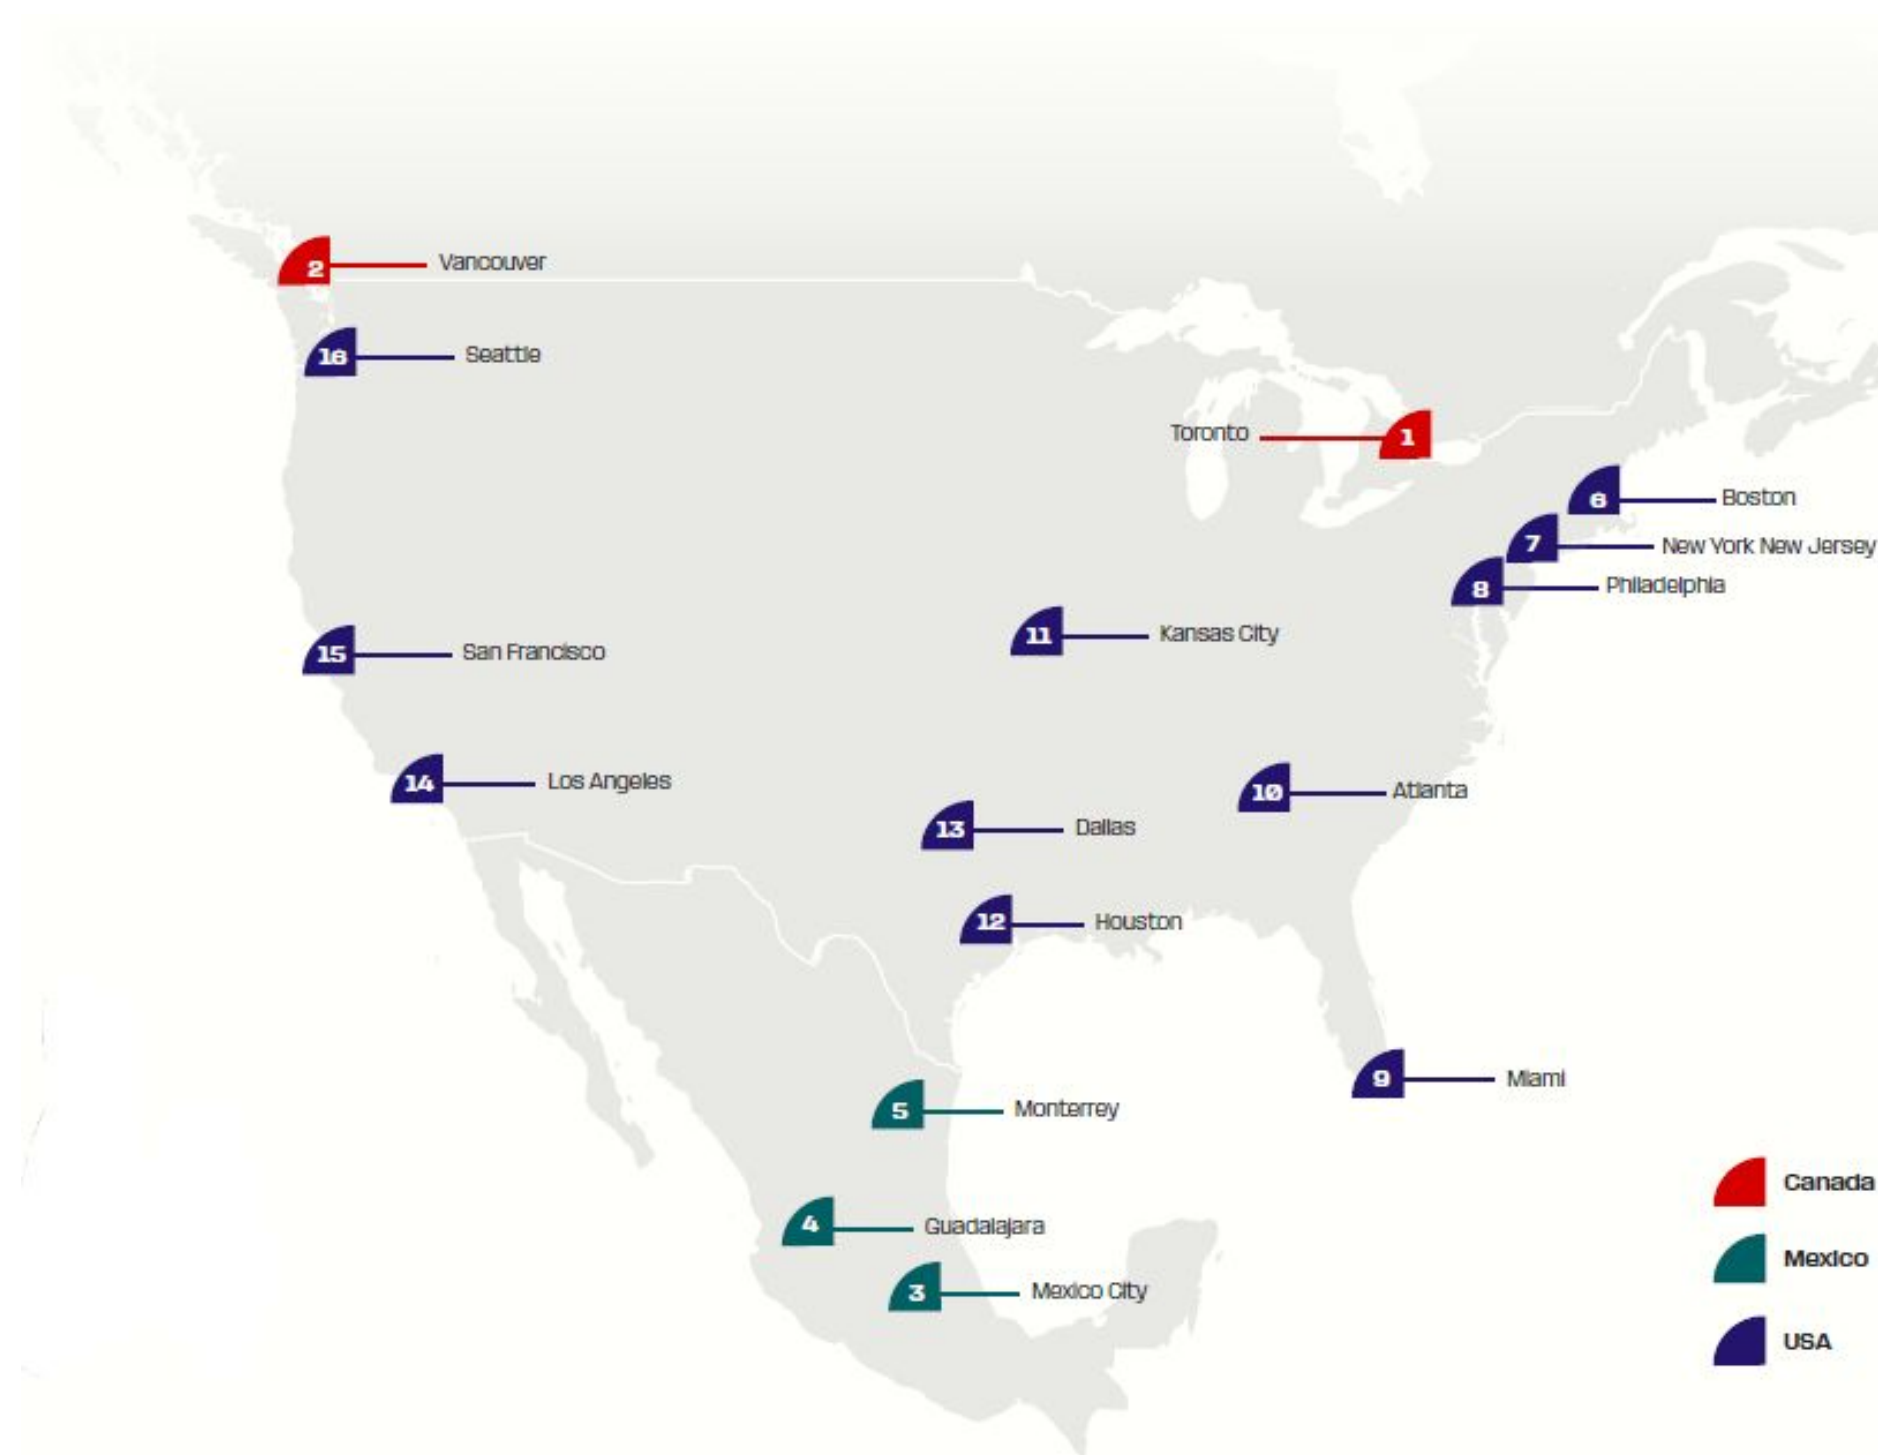 2 Vancouver
16 Seattle
Toronto 1
6 Boston
7 New York New Jersey
8 Philadelphia
11 Kansas City
15 San Francisco
14 Los Angeles
10 Atlanta
13 Dallas
12 Houston
9 Miami
5 Monterrey
4 Guadalajara
3 Mexico City
Canada
Mexico
USA